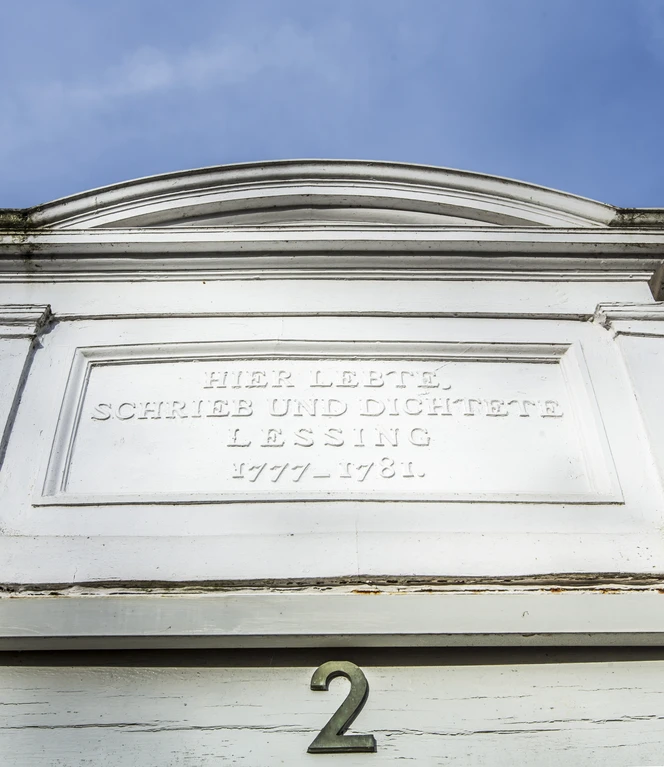 HIER LEBTE,
SCHRIEB UND DICHTETE
LESSING
1777–1781.
2